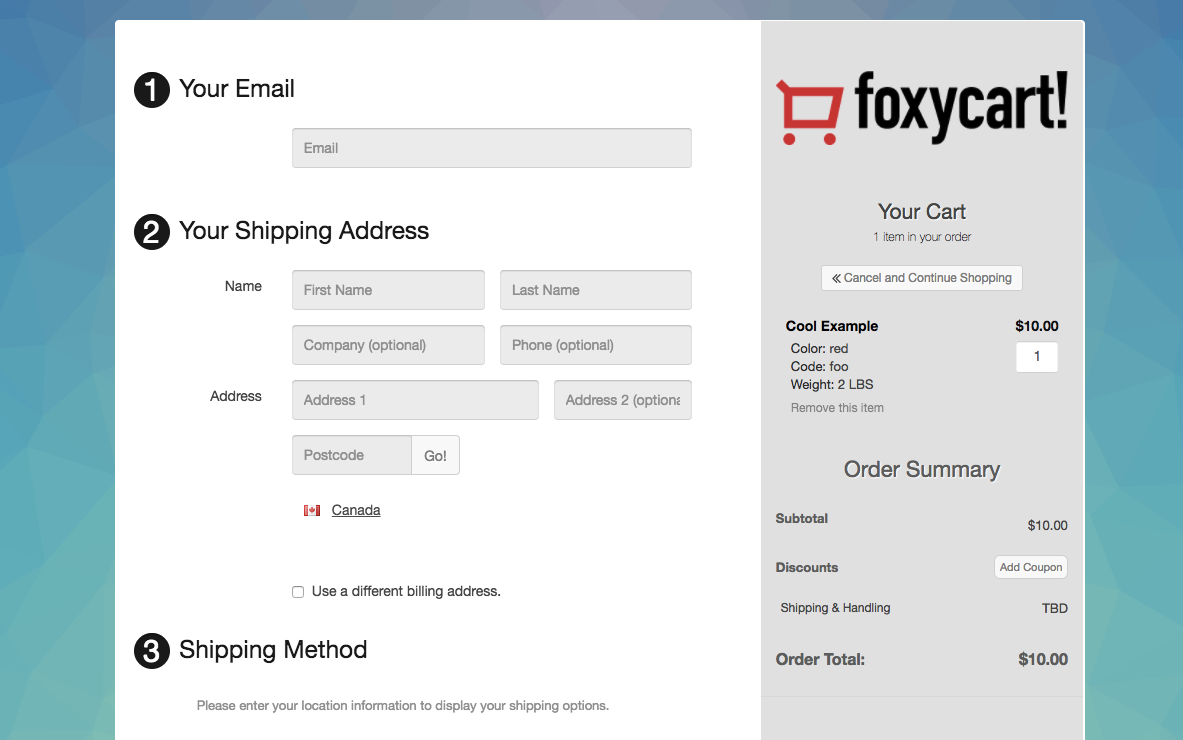 1 Your Email
Email
2 Your Shipping Address
Name
First Name
Last Name
Company (optional)
Phone (optional)
Address
Address 1
Address 2 (optiona
Postcode
Go!
Canada
Use a different billing address.
3 Shipping Method
Please enter your location information to display your shipping options.
foxycart!
Your Cart
1 item in your order
« Cancel and Continue Shopping
Cool Example $10.00
Color: red
1
Code: foo
Weight: 2 LBS
Remove this item
Order Summary
Subtotal
$10.00
Discounts
Add Coupon
Shipping & Handling TBD
Order Total: $10.00